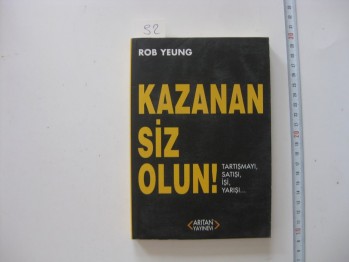 52
ROB YEUNG
KAZANAN
SİZ
OLUN!
TARTIŞMAYI,
SATIŞI,
İŞİ,
YARIŞI...
ARITAN
YAYINEVİ